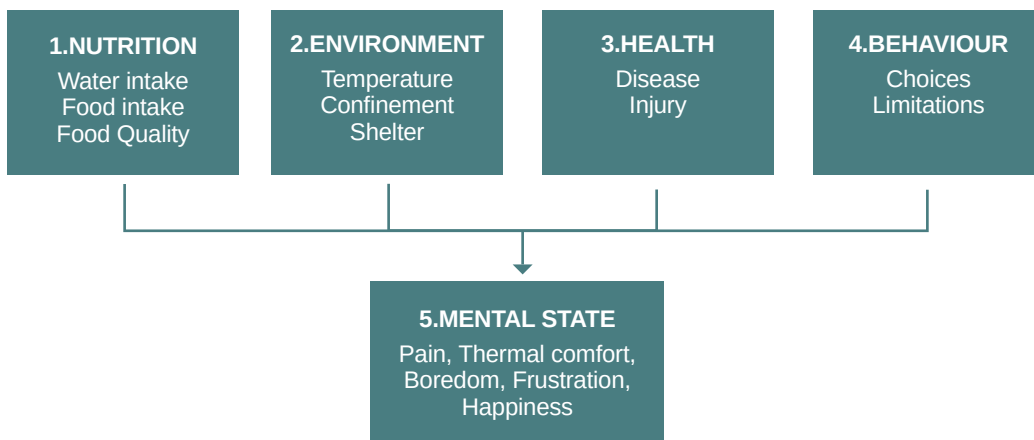 1.NUTRITION
Water intake
Food intake
Food Quality
2.ENVIRONMENT
Temperature
Confinement
Shelter
3.HEALTH
Disease
Injury
4.BEHAVIOUR
Choices
Limitations
5.MENTAL STATE
Pain, Thermal comfort,
Boredom, Frustration,
Happiness